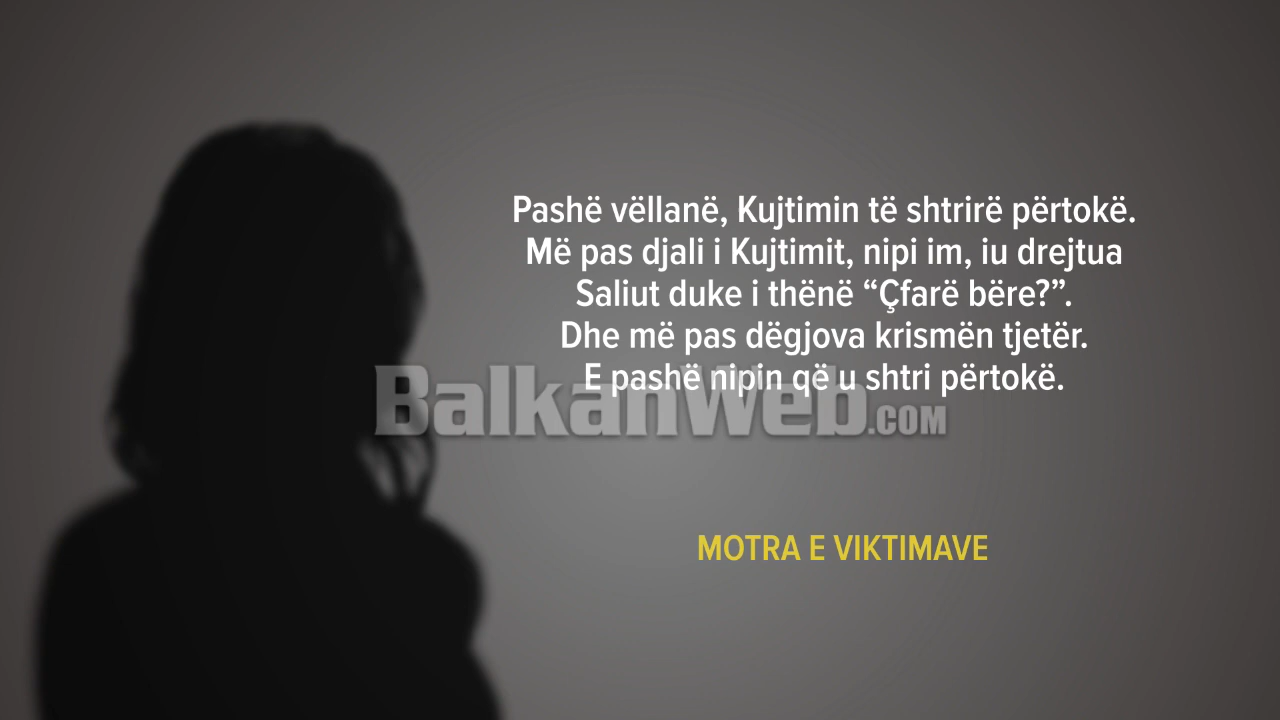 Pashë vëllanë, Kujtimin të shtrirë përtokë.
Më pas djali i Kujtimit, nipi im, iu drejtua
Saliut duke i thënë “Çfarë bëre?”.
Dhe më pas dëgjova krismën tjetër.
E pashë nipin që u shtri përtokë.
BalkanWeb.COM
MOTRA E VIKTIMAVE